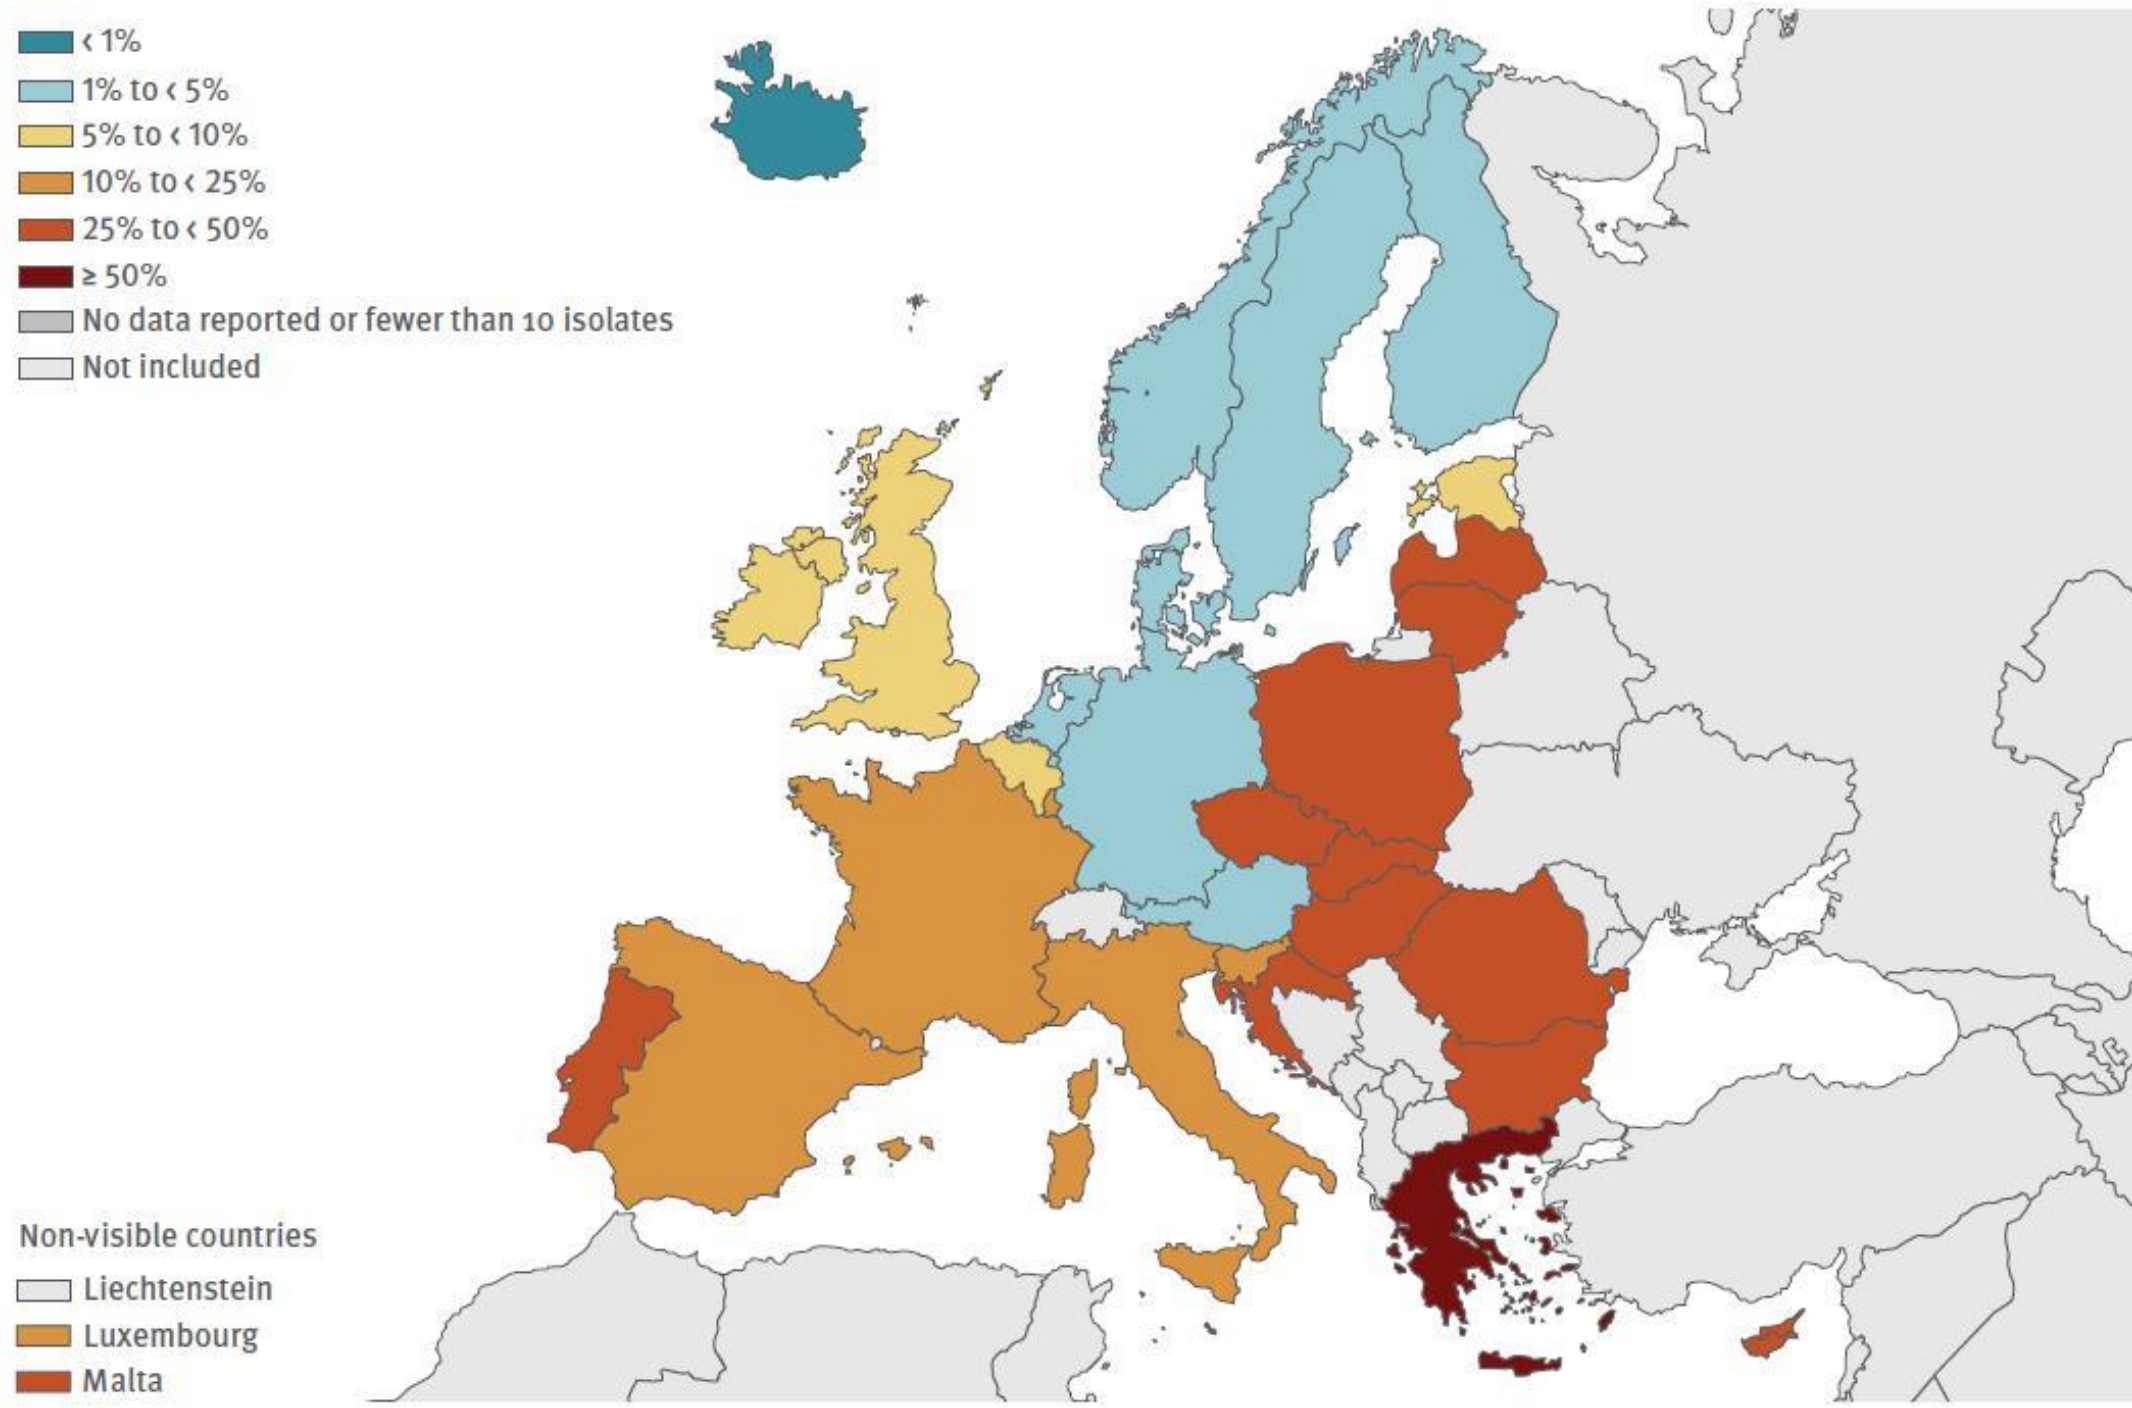 < 1%
1% to < 5%
5% to < 10%
10% to < 25%
25% to < 50%
≥ 50%
No data reported or fewer than 10 isolates
Not included
Non-visible countries
Liechtenstein
Luxembourg
Malta